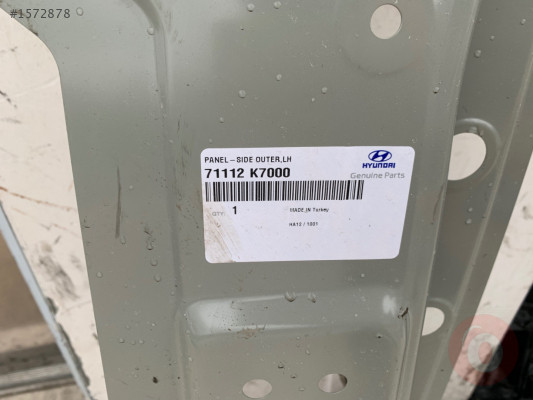 #1572878
PANEL-SIDE OUTER,LH
71112 K7000
HYUNDAI
Genuine Parts
QTY: 1
MADE IN Turkey